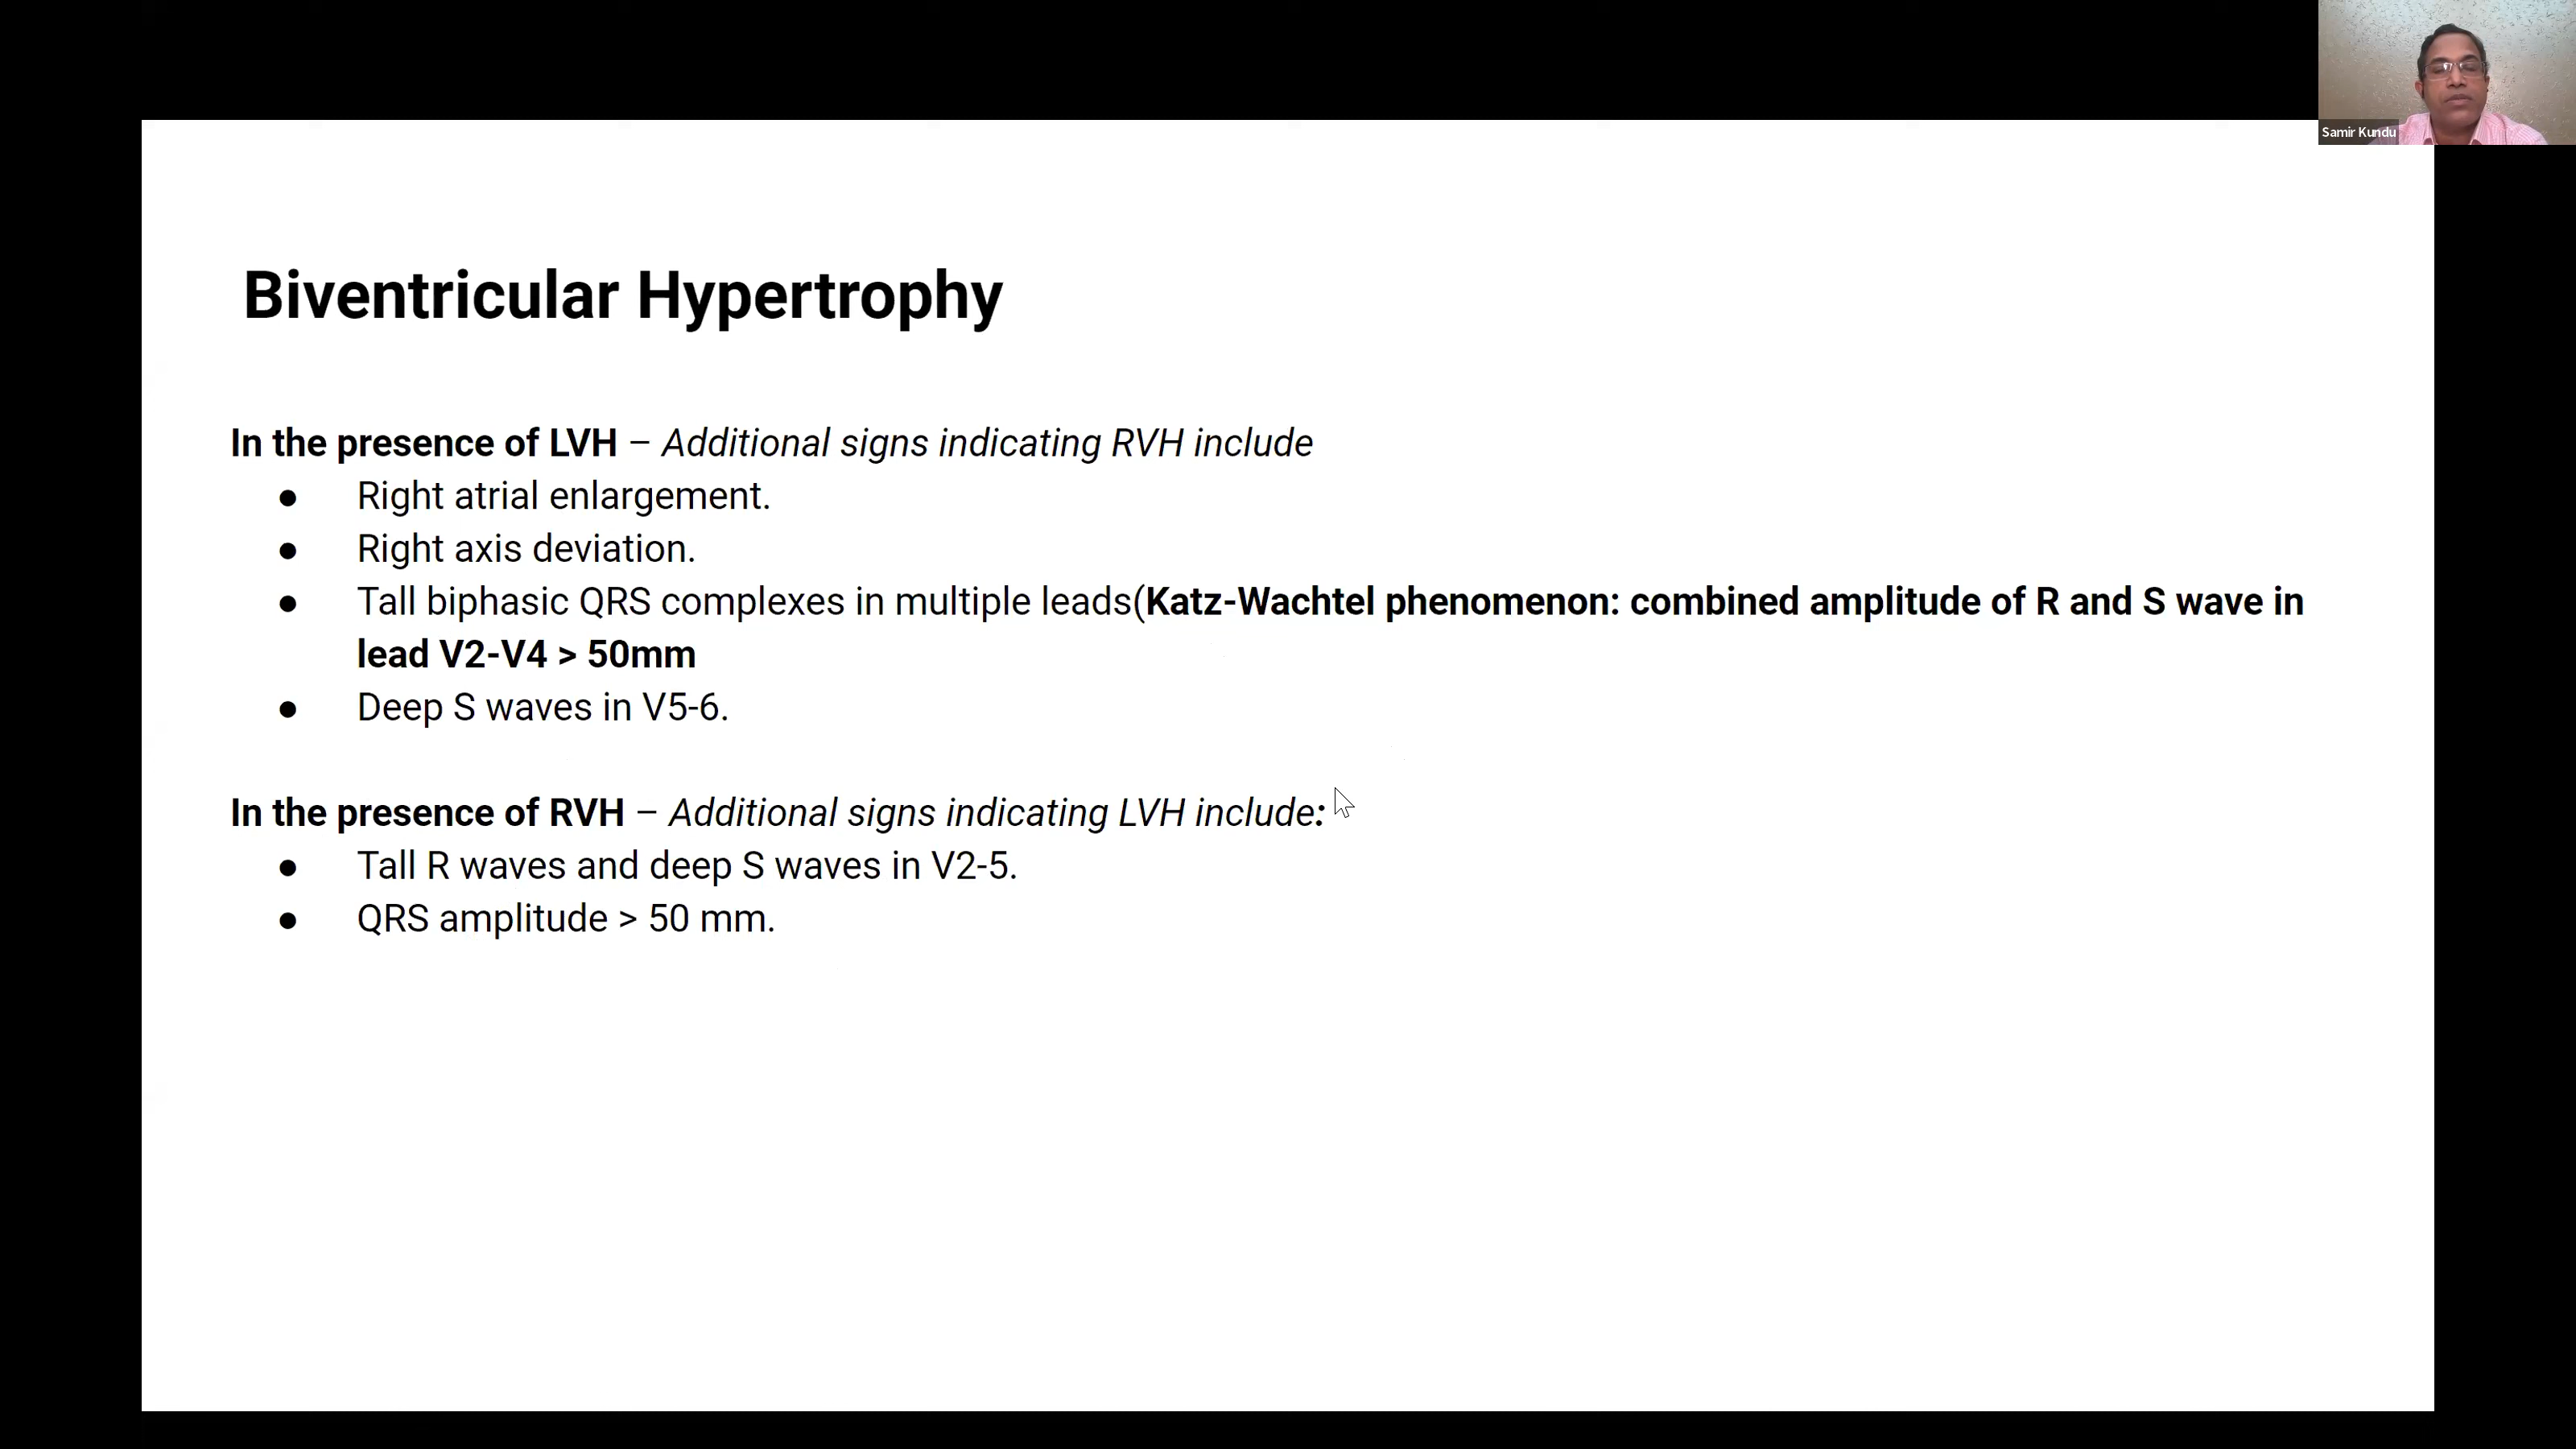 Samir Kundu
Biventricular Hypertrophy
In the presence of LVH – Additional signs indicating RVH include
● Right atrial enlargement.
● Right axis deviation.
● Tall biphasic QRS complexes in multiple leads(Katz-Wachtel phenomenon: combined amplitude of R and S wave in
lead V2-V4 > 50mm
● Deep S waves in V5-6.
In the presence of RVH – Additional signs indicating LVH include:
● Tall R waves and deep S waves in V2-5.
● QRS amplitude > 50 mm.